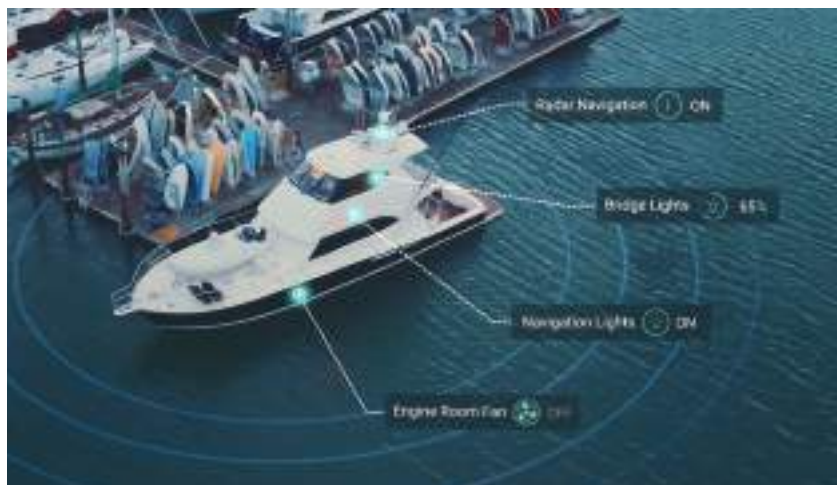 Radar Navigation ON
Bridge Lights 65%
Navigation Lights ON
Engine Room Fan OFF